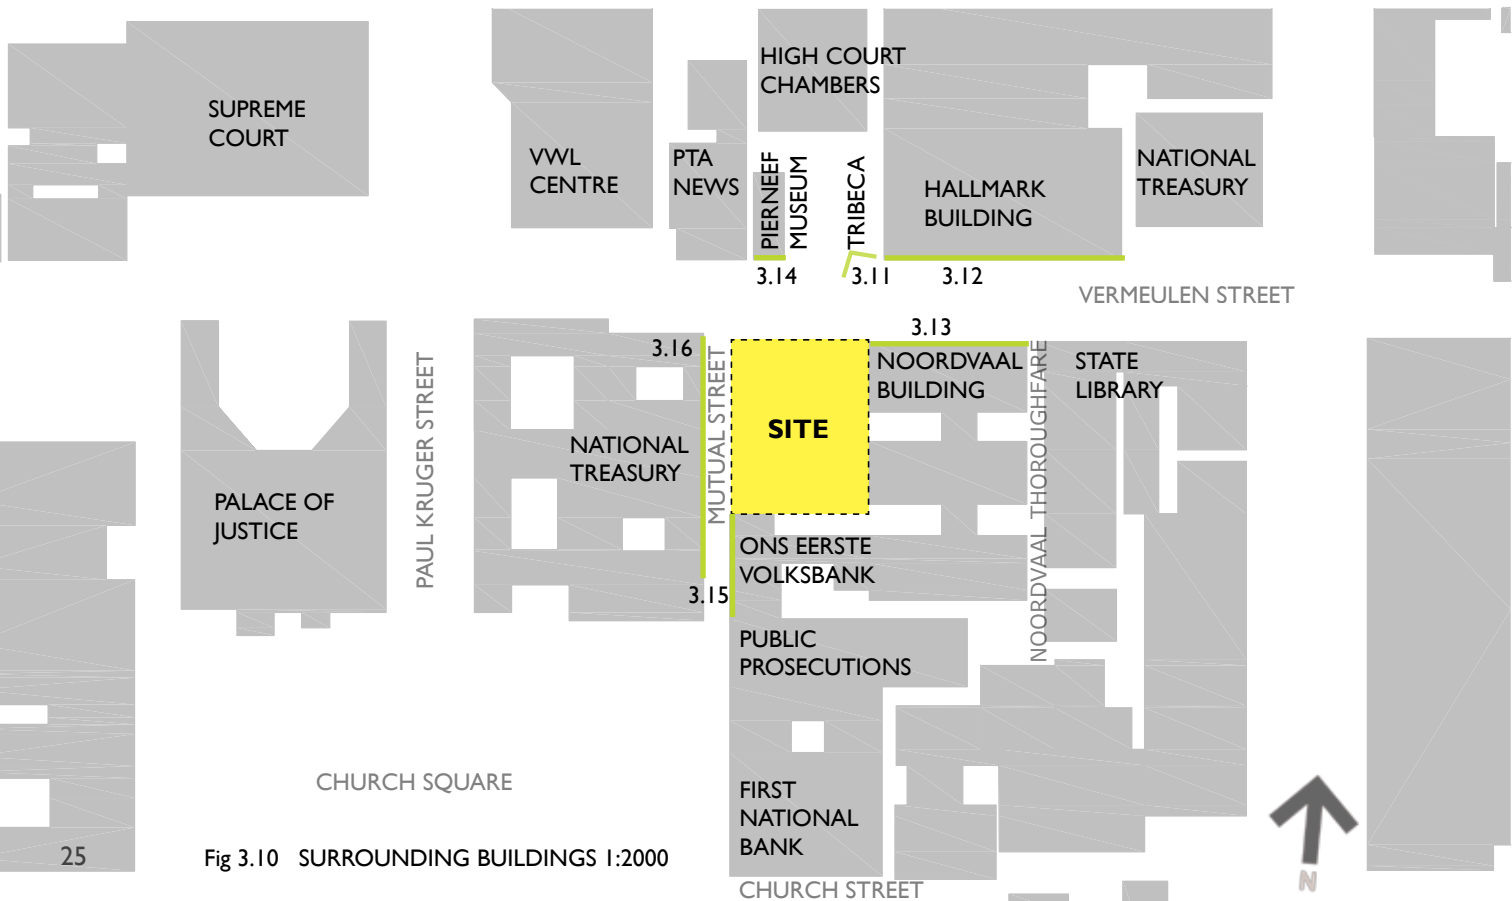 HIGH COURT
CHAMBERS
SUPREME
COURT
VWL
CENTRE
PTA
NEWS
PIERNEEF
MUSEUM
TRIBECA
HALLMARK
BUILDING
NATIONAL
TREASURY
3.14
3.11
3.12
VERMEULEN STREET
3.13
3.16
MUTUAL STREET
NOORDVAAL
BUILDING
NOORDVAAL THOROUGHFARE
STATE
LIBRARY
PAUL KRUGER STREET
SITE
NATIONAL
TREASURY
PALACE OF
JUSTICE
ONS EERSTE
VOLKSBANK
3.15
PUBLIC
PROSECUTIONS
CHURCH SQUARE
FIRST
NATIONAL
BANK
25
Fig 3.10 SURROUNDING BUILDINGS 1:2000
CHURCH STREET
N